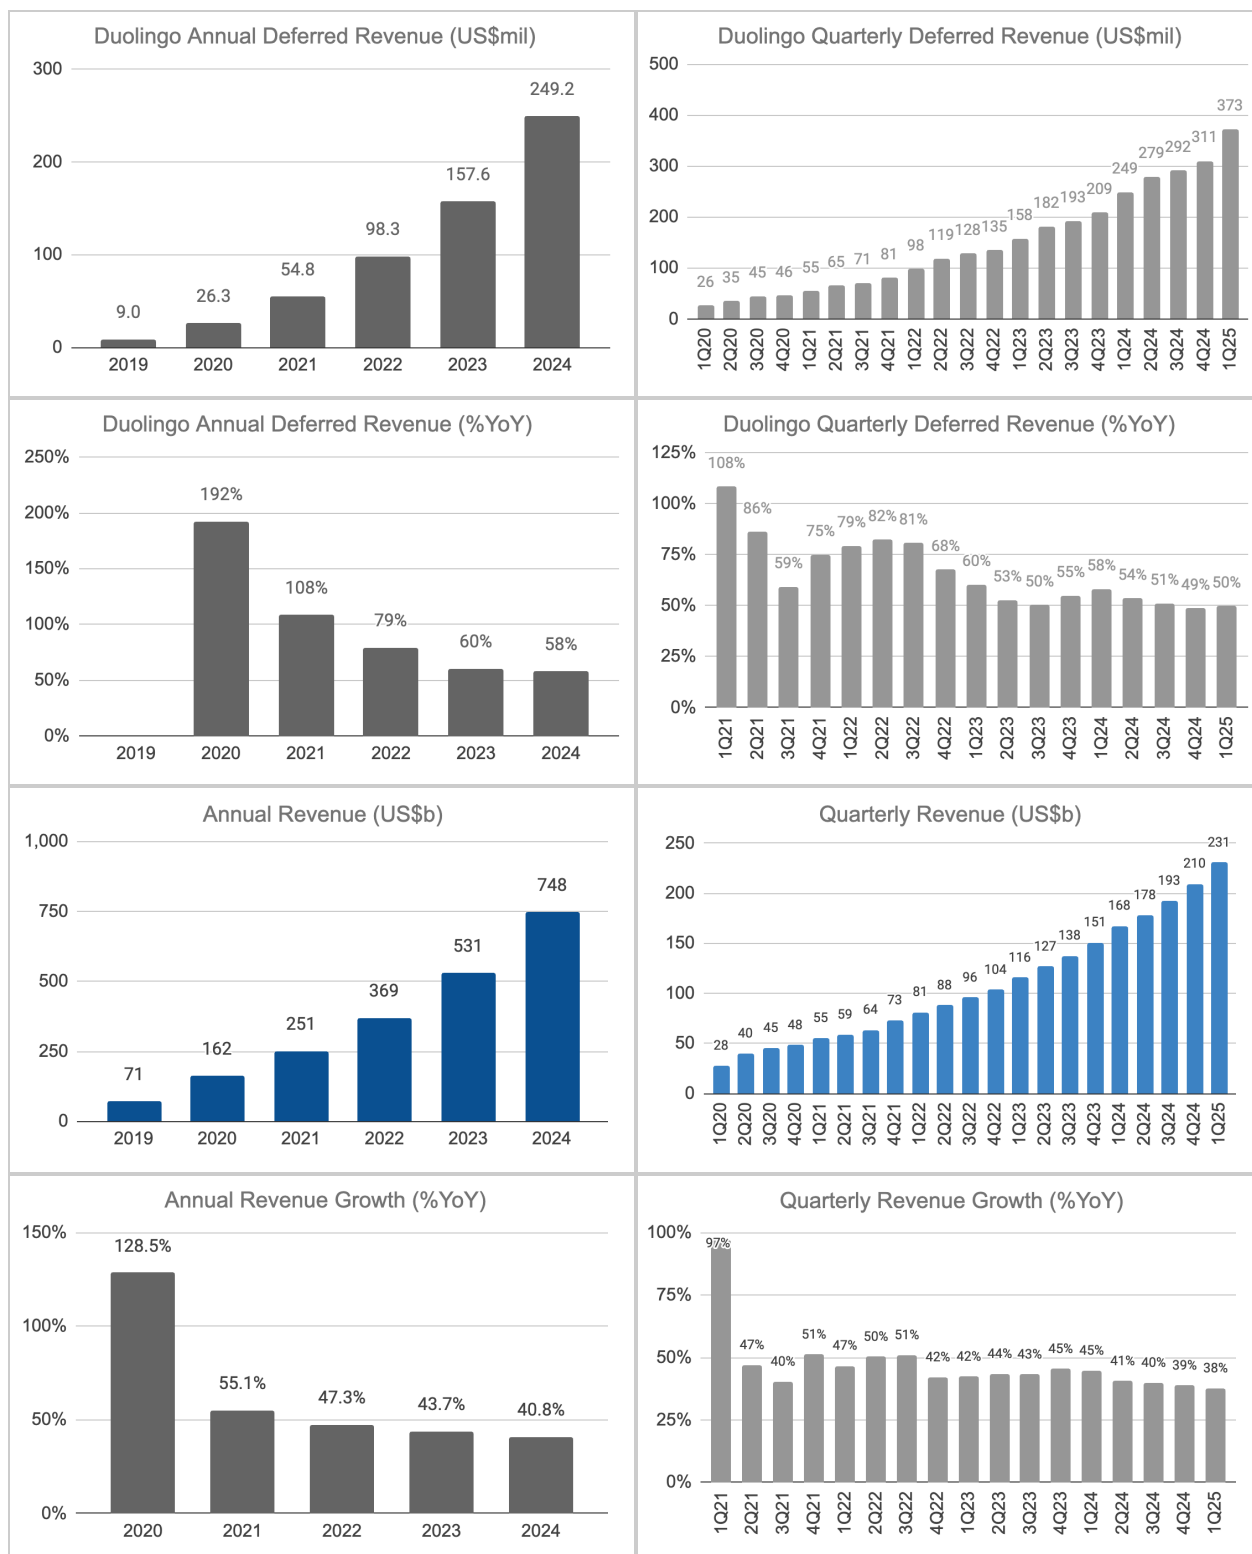 Duolingo Annual Deferred Revenue (US$mil)
300
200
100
0
9.0
26.3
54.8
98.3
157.6
249.2
2019
2020
2021
2022
2023
2024
Duolingo Quarterly Deferred Revenue (US$mil)
500
400
300
200
100
0
26
35
45
46
55
65
71
81
98
119
128
135
158
182
193
209
249
279
292
311
373
1Q20
2Q20
3Q20
4Q20
1Q21
2Q21
3Q21
4Q21
1Q22
2Q22
3Q22
4Q22
1Q23
2Q23
3Q23
4Q23
1Q24
2Q24
3Q24
4Q24
1Q25
Duolingo Annual Deferred Revenue (%YoY)
250%
200%
150%
100%
50%
0%
192%
108%
79%
60%
58%
2019
2020
2021
2022
2023
2024
Duolingo Quarterly Deferred Revenue (%YoY)
125%
100%
75%
50%
25%
0%
108%
86%
59%
75%
79%
82%
81%
68%
60%
53%
50%
55%
58%
54%
51%
49%
50%
1Q21
2Q21
3Q21
4Q21
1Q22
2Q22
3Q22
4Q22
1Q23
2Q23
3Q23
4Q23
1Q24
2Q24
3Q24
4Q24
1Q25
Annual Revenue (US$b)
1,000
750
500
250
0
71
162
251
369
531
748
2019
2020
2021
2022
2023
2024
Quarterly Revenue (US$b)
250
200
150
100
50
0
28
40
45
48
55
59
64
73
81
88
96
104
116
127
138
151
168
178
193
210
231
1Q20
2Q20
3Q20
4Q20
1Q21
2Q21
3Q21
4Q21
1Q22
2Q22
3Q22
4Q22
1Q23
2Q23
3Q23
4Q23
1Q24
2Q24
3Q24
4Q24
1Q25
Annual Revenue Growth (%YoY)
150%
100%
50%
0%
128.5%
55.1%
47.3%
43.7%
40.8%
2020
2021
2022
2023
2024
Quarterly Revenue Growth (%YoY)
100%
75%
50%
25%
0%
97%
47%
40%
51%
47%
50%
51%
42%
42%
44%
43%
45%
45%
41%
40%
39%
38%
1Q21
2Q21
3Q21
4Q21
1Q22
2Q22
3Q22
4Q22
1Q23
2Q23
3Q23
4Q23
1Q24
2Q24
3Q24
4Q24
1Q25